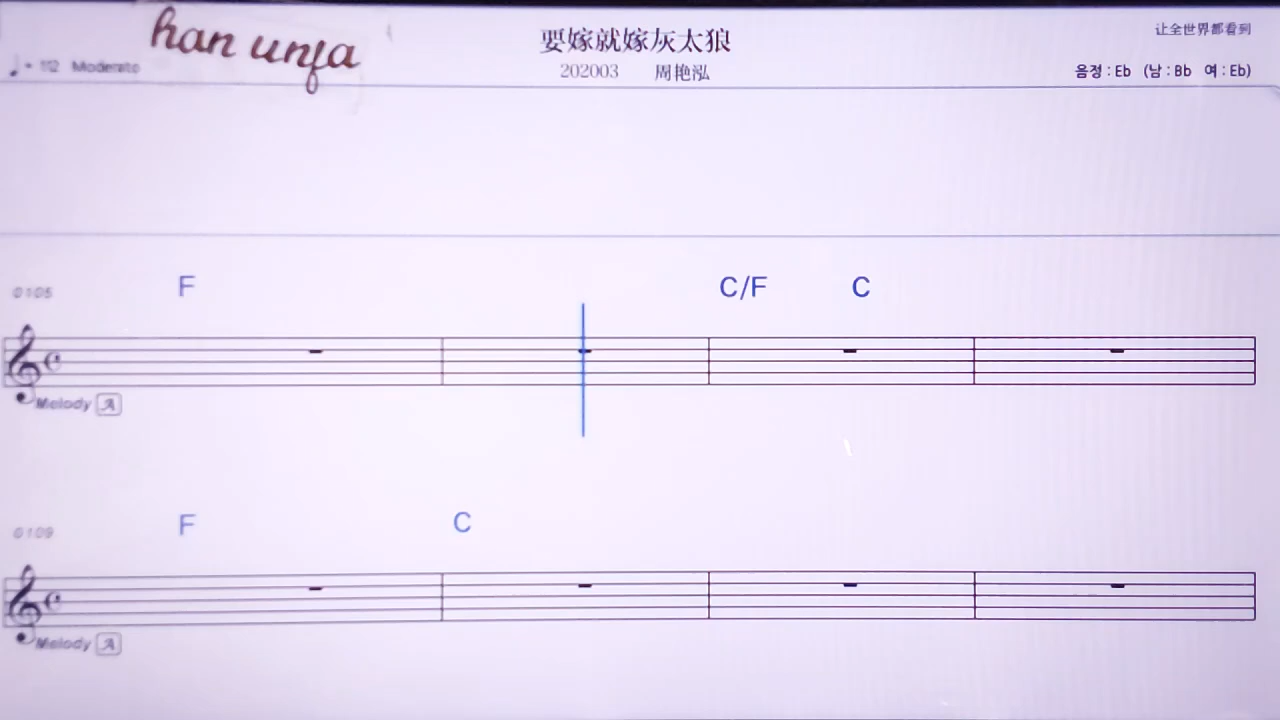 han unfa
要嫁就嫁灰太狼
让全世界都看到
♩ = 112 Moderato
202003 周艳泓
음정 : Eb (남 : Bb 여 : Eb)
0105 F C/F C
Melody A
0109 F C
Melody A